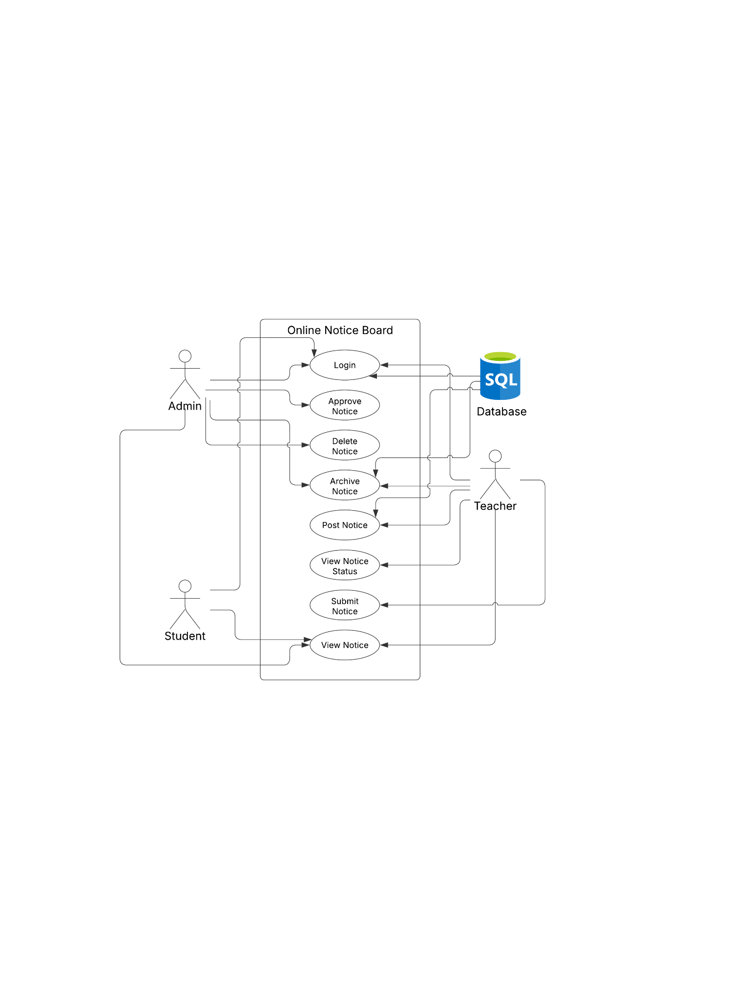 Online Notice Board
Login
Approve
Notice
Delete
Notice
Archive
Notice
Post Notice
View Notice
Status
Submit
Notice
View Notice
Admin
Student
SQL
Database
Teacher